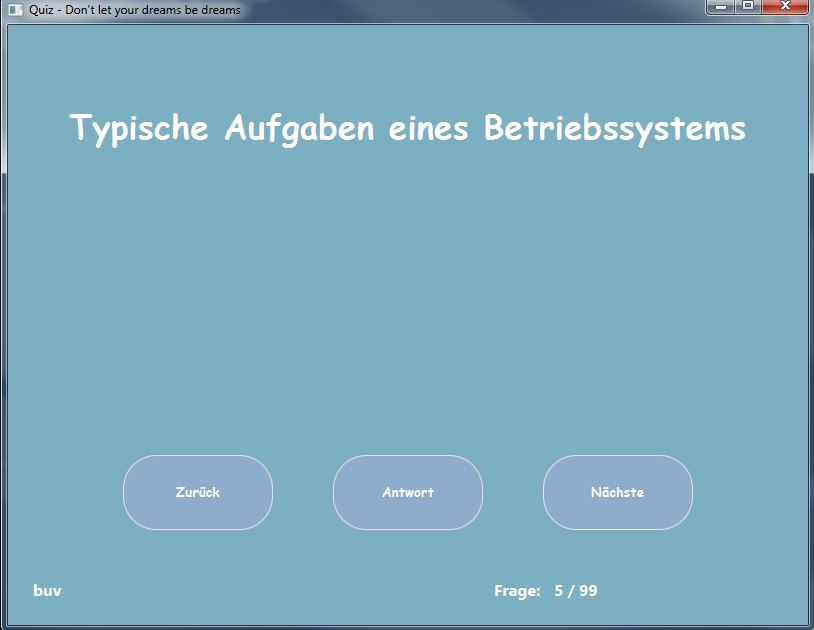 Quiz - Don't let your dreams be dreams
Typische Aufgaben eines Betriebssystems
Zurück
Antwort
Nächste
buv
Frage: 5 / 99